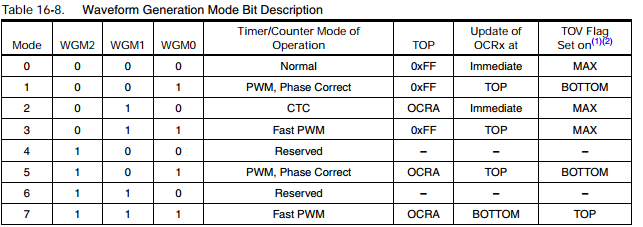 Table 16-8. Waveform Generation Mode Bit Description
Mode WGM2 WGM1 WGM0 Timer/Counter Mode of Operation TOP Update of OCRx at TOV Flag Set on(1)(2)
0 0 0 0 Normal 0xFF Immediate MAX
1 0 0 1 PWM, Phase Correct 0xFF TOP BOTTOM
2 0 1 0 CTC OCRA Immediate MAX
3 0 1 1 Fast PWM 0xFF TOP MAX
4 1 0 0 Reserved – – –
5 1 0 1 PWM, Phase Correct OCRA TOP BOTTOM
6 1 1 0 Reserved – – –
7 1 1 1 Fast PWM OCRA BOTTOM TOP